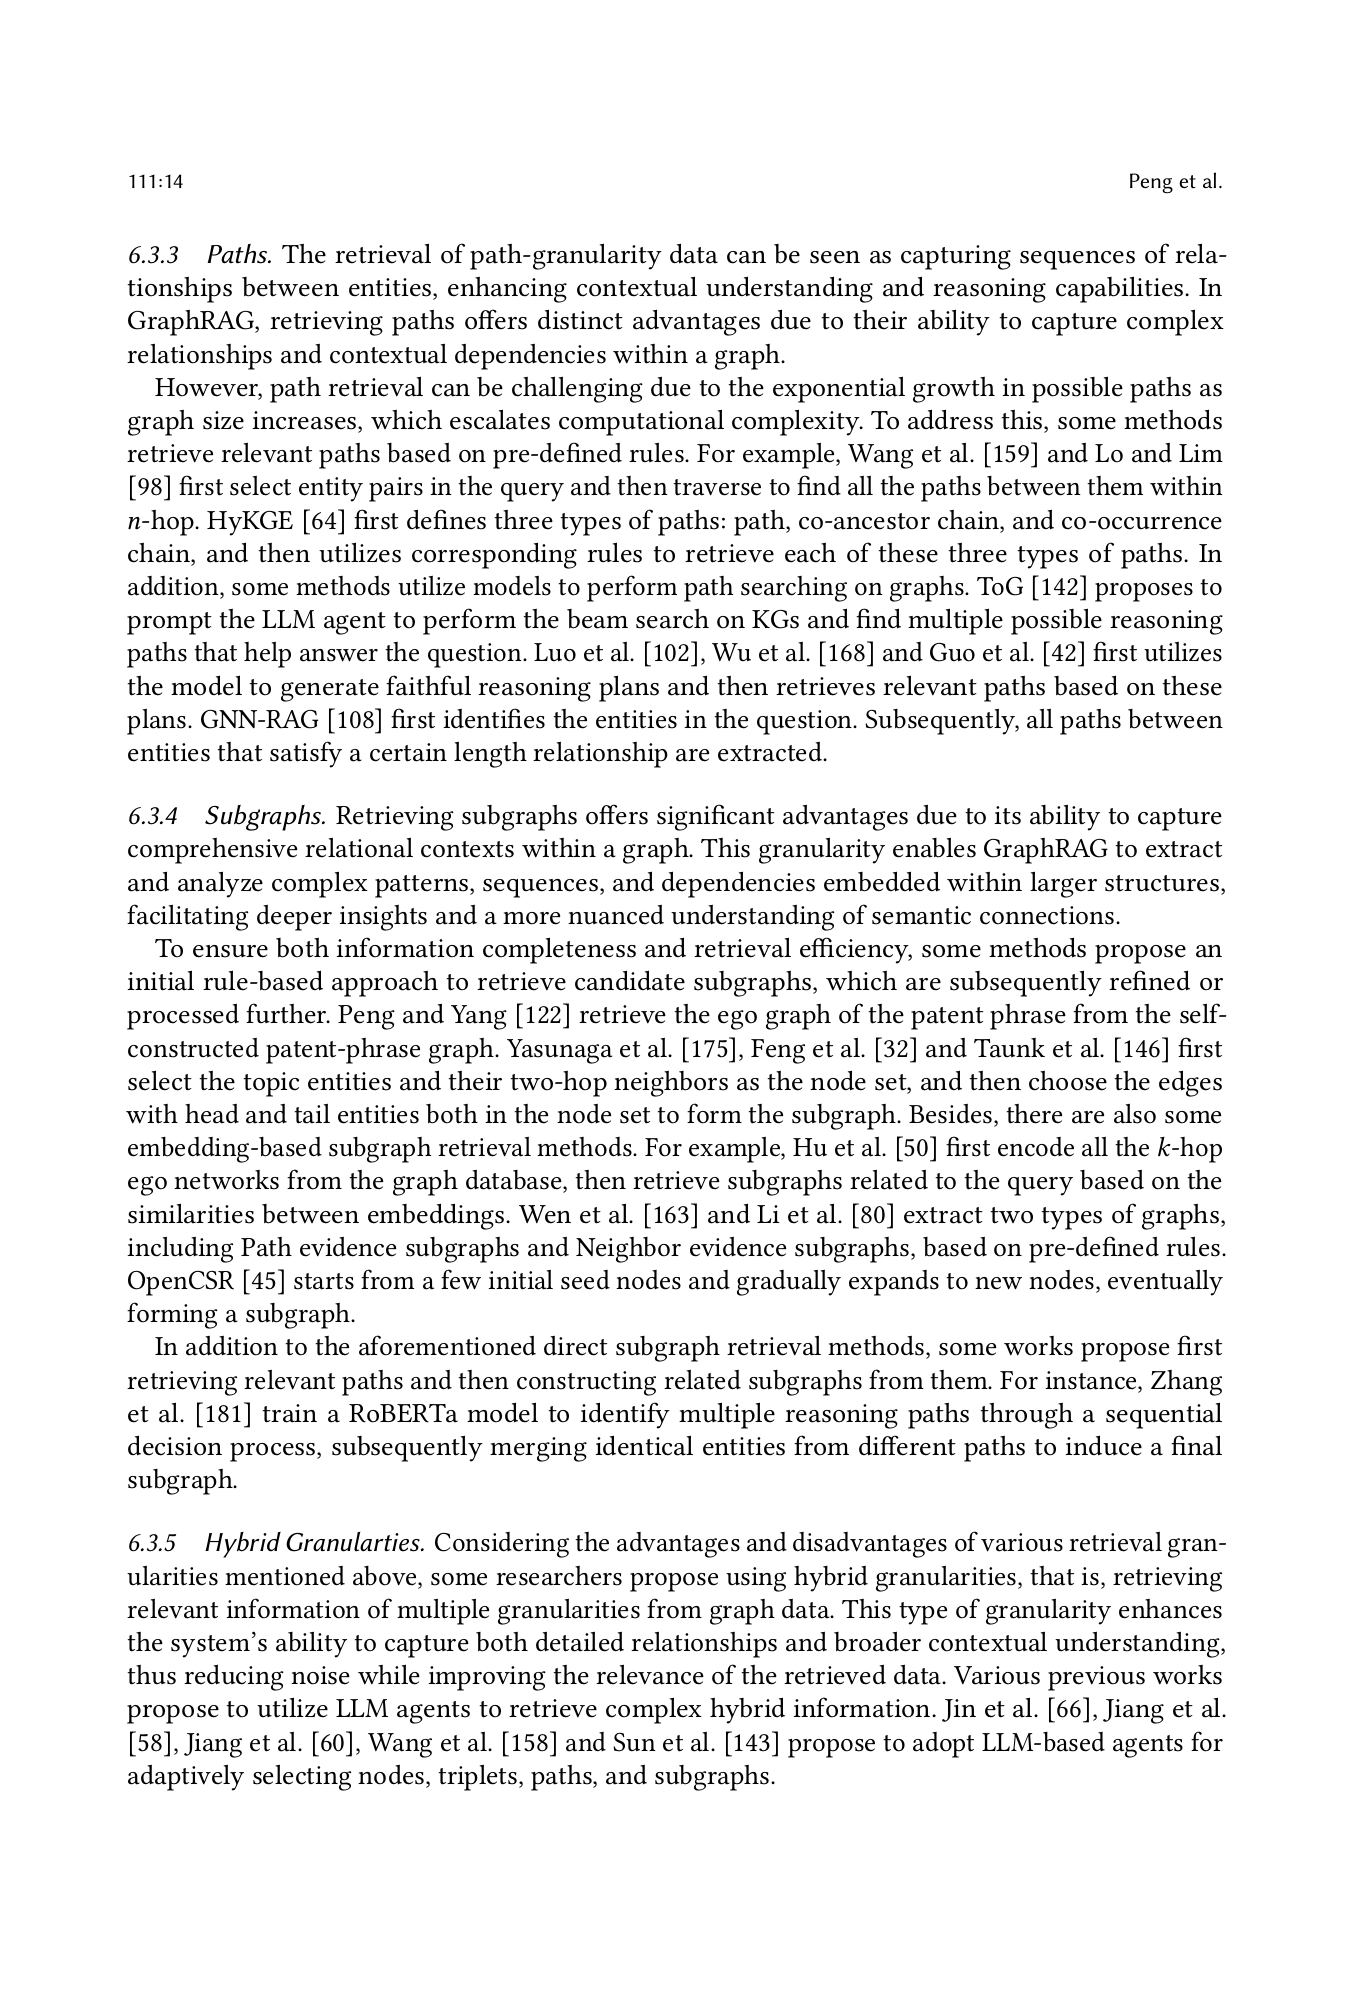 111:14
Peng et al.
6.3.3 Paths. The retrieval of path-granularity data can be seen as capturing sequences of rela-
tionships between entities, enhancing contextual understanding and reasoning capabilities. In
GraphRAG, retrieving paths offers distinct advantages due to their ability to capture complex
relationships and contextual dependencies within a graph.
However, path retrieval can be challenging due to the exponential growth in possible paths as
graph size increases, which escalates computational complexity. To address this, some methods
retrieve relevant paths based on pre-defined rules. For example, Wang et al. [159] and Lo and Lim
[98] first select entity pairs in the query and then traverse to find all the paths between them within
n-hop. HyKGE [64] first defines three types of paths: path, co-ancestor chain, and co-occurrence
chain, and then utilizes corresponding rules to retrieve each of these three types of paths. In
addition, some methods utilize models to perform path searching on graphs. ToG [142] proposes to
prompt the LLM agent to perform the beam search on KGs and find multiple possible reasoning
paths that help answer the question. Luo et al. [102], Wu et al. [168] and Guo et al. [42] first utilizes
the model to generate faithful reasoning plans and then retrieves relevant paths based on these
plans. GNN-RAG [108] first identifies the entities in the question. Subsequently, all paths between
entities that satisfy a certain length relationship are extracted.
6.3.4 Subgraphs. Retrieving subgraphs offers significant advantages due to its ability to capture
comprehensive relational contexts within a graph. This granularity enables GraphRAG to extract
and analyze complex patterns, sequences, and dependencies embedded within larger structures,
facilitating deeper insights and a more nuanced understanding of semantic connections.
To ensure both information completeness and retrieval efficiency, some methods propose an
initial rule-based approach to retrieve candidate subgraphs, which are subsequently refined or
processed further. Peng and Yang [122] retrieve the ego graph of the patent phrase from the self-
constructed patent-phrase graph. Yasunaga et al. [175], Feng et al. [32] and Taunk et al. [146] first
select the topic entities and their two-hop neighbors as the node set, and then choose the edges
with head and tail entities both in the node set to form the subgraph. Besides, there are also some
embedding-based subgraph retrieval methods. For example, Hu et al. [50] first encode all the k-hop
ego networks from the graph database, then retrieve subgraphs related to the query based on the
similarities between embeddings. Wen et al. [163] and Li et al. [80] extract two types of graphs,
including Path evidence subgraphs and Neighbor evidence subgraphs, based on pre-defined rules.
OpenCSR [45] starts from a few initial seed nodes and gradually expands to new nodes, eventually
forming a subgraph.
In addition to the aforementioned direct subgraph retrieval methods, some works propose first
retrieving relevant paths and then constructing related subgraphs from them. For instance, Zhang
et al. [181] train a RoBERTa model to identify multiple reasoning paths through a sequential
decision process, subsequently merging identical entities from different paths to induce a final
subgraph.
6.3.5 Hybrid Granularties. Considering the advantages and disadvantages of various retrieval gran-
ularities mentioned above, some researchers propose using hybrid granularities, that is, retrieving
relevant information of multiple granularities from graph data. This type of granularity enhances
the system's ability to capture both detailed relationships and broader contextual understanding,
thus reducing noise while improving the relevance of the retrieved data. Various previous works
propose to utilize LLM agents to retrieve complex hybrid information. Jin et al. [66], Jiang et al.
[58], Jiang et al. [60], Wang et al. [158] and Sun et al. [143] propose to adopt LLM-based agents for
adaptively selecting nodes, triplets, paths, and subgraphs.